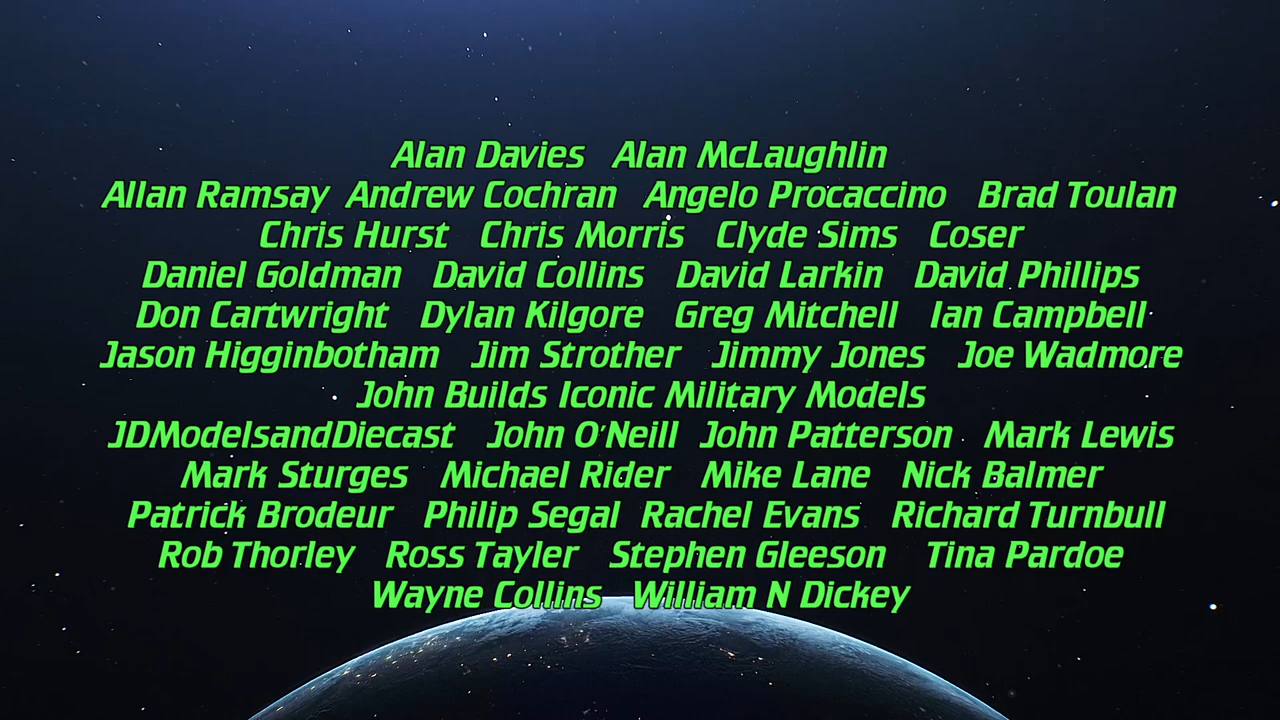 Alan Davies Alan McLaughlin
Allan Ramsay Andrew Cochran Angelo Procaccino Brad Toulan
Chris Hurst Chris Morris Clyde Sims Coser
Daniel Goldman David Collins David Larkin David Phillips
Don Cartwright Dylan Kilgore Greg Mitchell Ian Campbell
Jason Higginbotham Jim Strother Jimmy Jones Joe Wadmore
John Builds Iconic Military Models
JDModelsandDiecast John O'Neill John Patterson Mark Lewis
Mark Sturges Michael Rider Mike Lane Nick Balmer
Patrick Brodeur Philip Segal Rachel Evans Richard Turnbull
Rob Thorley Ross Tayler Stephen Gleeson Tina Pardoe
Wayne Collins William N Dickey